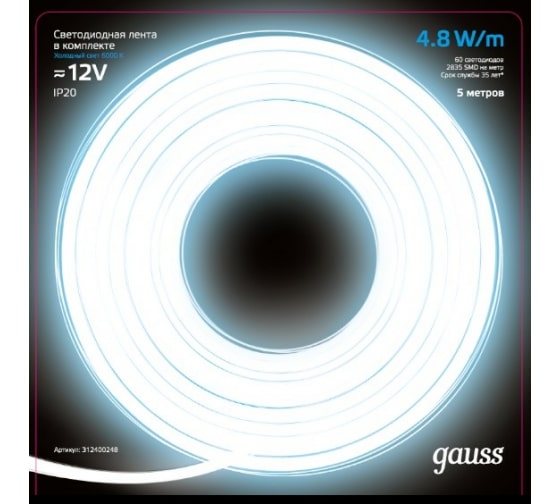 Светодиодная лента
в комплекте
Холодный свет 6000 K
≂12V
IP20
4.8 W/m
60 светодиодов
2835 SMD на метр
Срок службы 35 лет*
5 метров
Артикул: 312400248
gauss